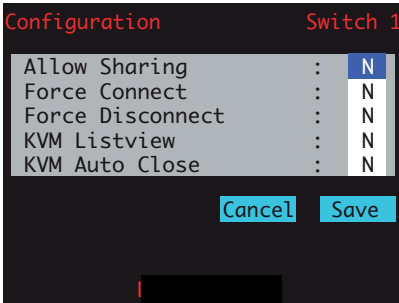 Configuration Switch 1
Allow Sharing : N
Force Connect : N
Force Disconnect : N
KVM Listview : N
KVM Auto Close : N
Cancel Save